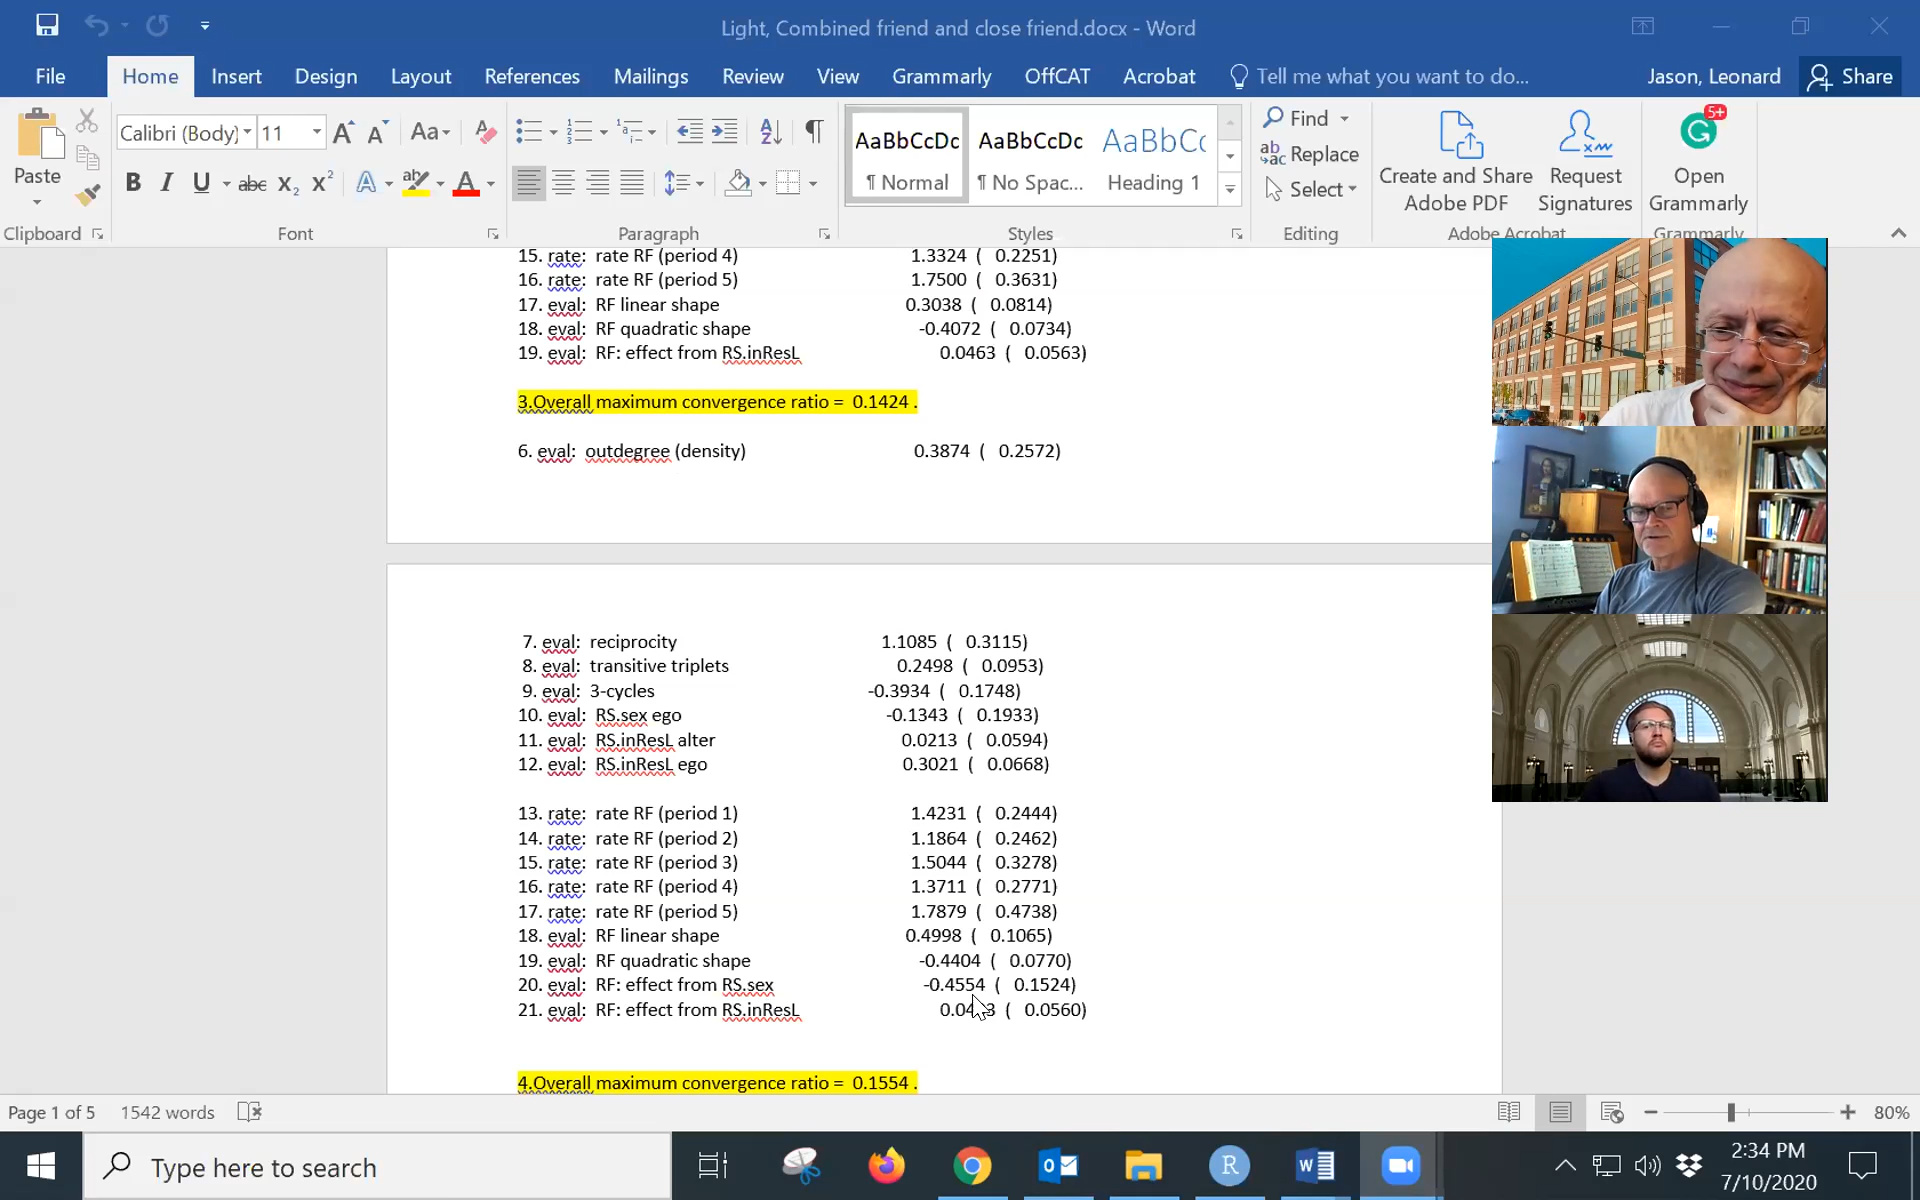 Light, Combined friend and close friend.docx - Word
File Home Insert Design Layout References Mailings Review View Grammarly OffCAT Acrobat Tell me what you want to do... Jason, Leonard Share
Paste
Clipboard
Calibri (Body) 11
Aa
B I U abc X₂ X²
Font
Paragraph
AaBbCcDc AaBbCcDc AaBbCc
¶ Normal ¶ No Spac... Heading 1
Styles
Find
Replace
Select
Editing
Create and Share Adobe PDF
Request Signatures
Adobe Acrobat
5+
Open Grammarly
Grammarly
15. rate: rate RF (period 4) 1.3324 ( 0.2251)
16. rate: rate RF (period 5) 1.7500 ( 0.3631)
17. eval: RF linear shape 0.3038 ( 0.0814)
18. eval: RF quadratic shape -0.4072 ( 0.0734)
19. eval: RF: effect from RS.inResL 0.0463 ( 0.0563)
3.Overall maximum convergence ratio = 0.1424 .
6. eval: outdegree (density) 0.3874 ( 0.2572)
7. eval: reciprocity 1.1085 ( 0.3115)
8. eval: transitive triplets 0.2498 ( 0.0953)
9. eval: 3-cycles -0.3934 ( 0.1748)
10. eval: RS.sex ego -0.1343 ( 0.1933)
11. eval: RS.inResL alter 0.0213 ( 0.0594)
12. eval: RS.inResL ego 0.3021 ( 0.0668)
13. rate: rate RF (period 1) 1.4231 ( 0.2444)
14. rate: rate RF (period 2) 1.1864 ( 0.2462)
15. rate: rate RF (period 3) 1.5044 ( 0.3278)
16. rate: rate RF (period 4) 1.3711 ( 0.2771)
17. rate: rate RF (period 5) 1.7879 ( 0.4738)
18. eval: RF linear shape 0.4998 ( 0.1065)
19. eval: RF quadratic shape -0.4404 ( 0.0770)
20. eval: RF: effect from RS.sex -0.4554 ( 0.1524)
21. eval: RF: effect from RS.inResL ( 0.0560)
4.Overall maximum convergence ratio = 0.1554 .
Page 1 of 5 1542 words 80%
Type here to search
2:34 PM
7/10/2020